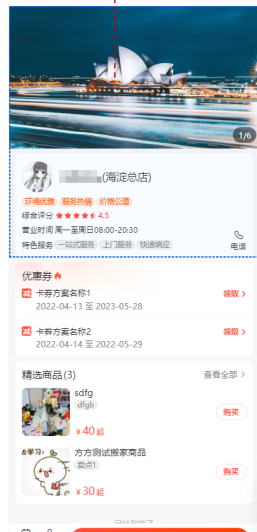 1/6
(海淀总店)
环境优雅 服务热情 价格公道
综合评分 4.5
营业时间 周一至周日08:00-20:30
特色服务 一站式服务 上门服务 快速响应
电话
优惠券
减 卡券方案名称1 领取 >
2022-04-13 至 2023-05-28
减 卡券方案名称2 领取 >
2022-04-14 至 2022-05-29
精选商品(3) 查看全部 >
sdfg
dfgb
¥40起
购买
方方测试搬家商品
卖点1
¥30起
购买